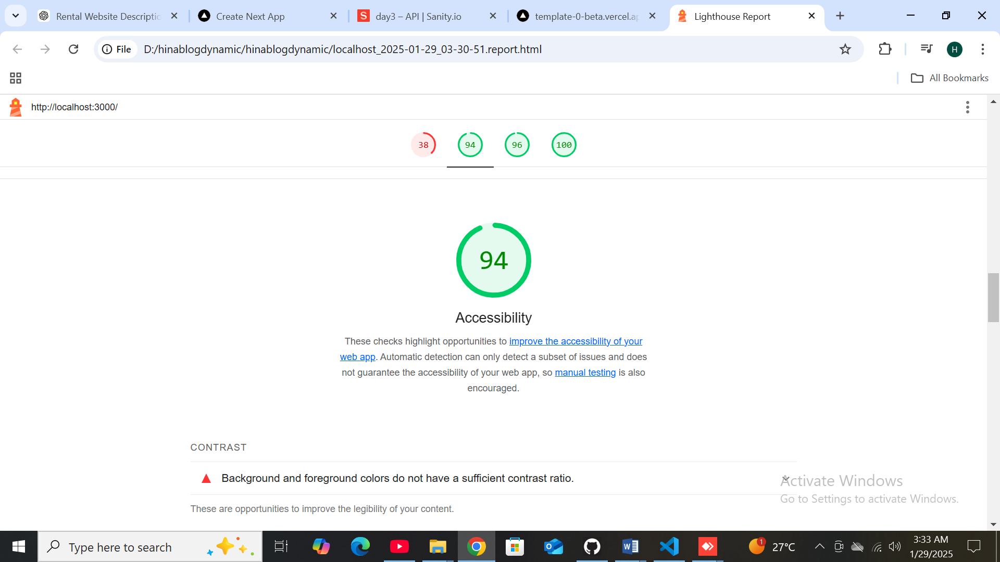 Rental Website Descriptio
Create Next App
day3 – API | Sanity.io
template-0-beta.vercel.ap
Lighthouse Report
File
D:/hinablogdynamic/hinablogdynamic/localhost_2025-01-29_03-30-51.report.html
H
All Bookmarks
http://localhost:3000/
38
94
96
100
94
Accessibility
These checks highlight opportunities to improve the accessibility of your
web app. Automatic detection can only detect a subset of issues and does
not guarantee the accessibility of your web app, so manual testing is also
encouraged.
CONTRAST
Background and foreground colors do not have a sufficient contrast ratio.
These are opportunities to improve the legibility of your content.
Activate Windows
Go to Settings to activate Windows.
Type here to search
1
27°C
3:33 AM
1/29/2025